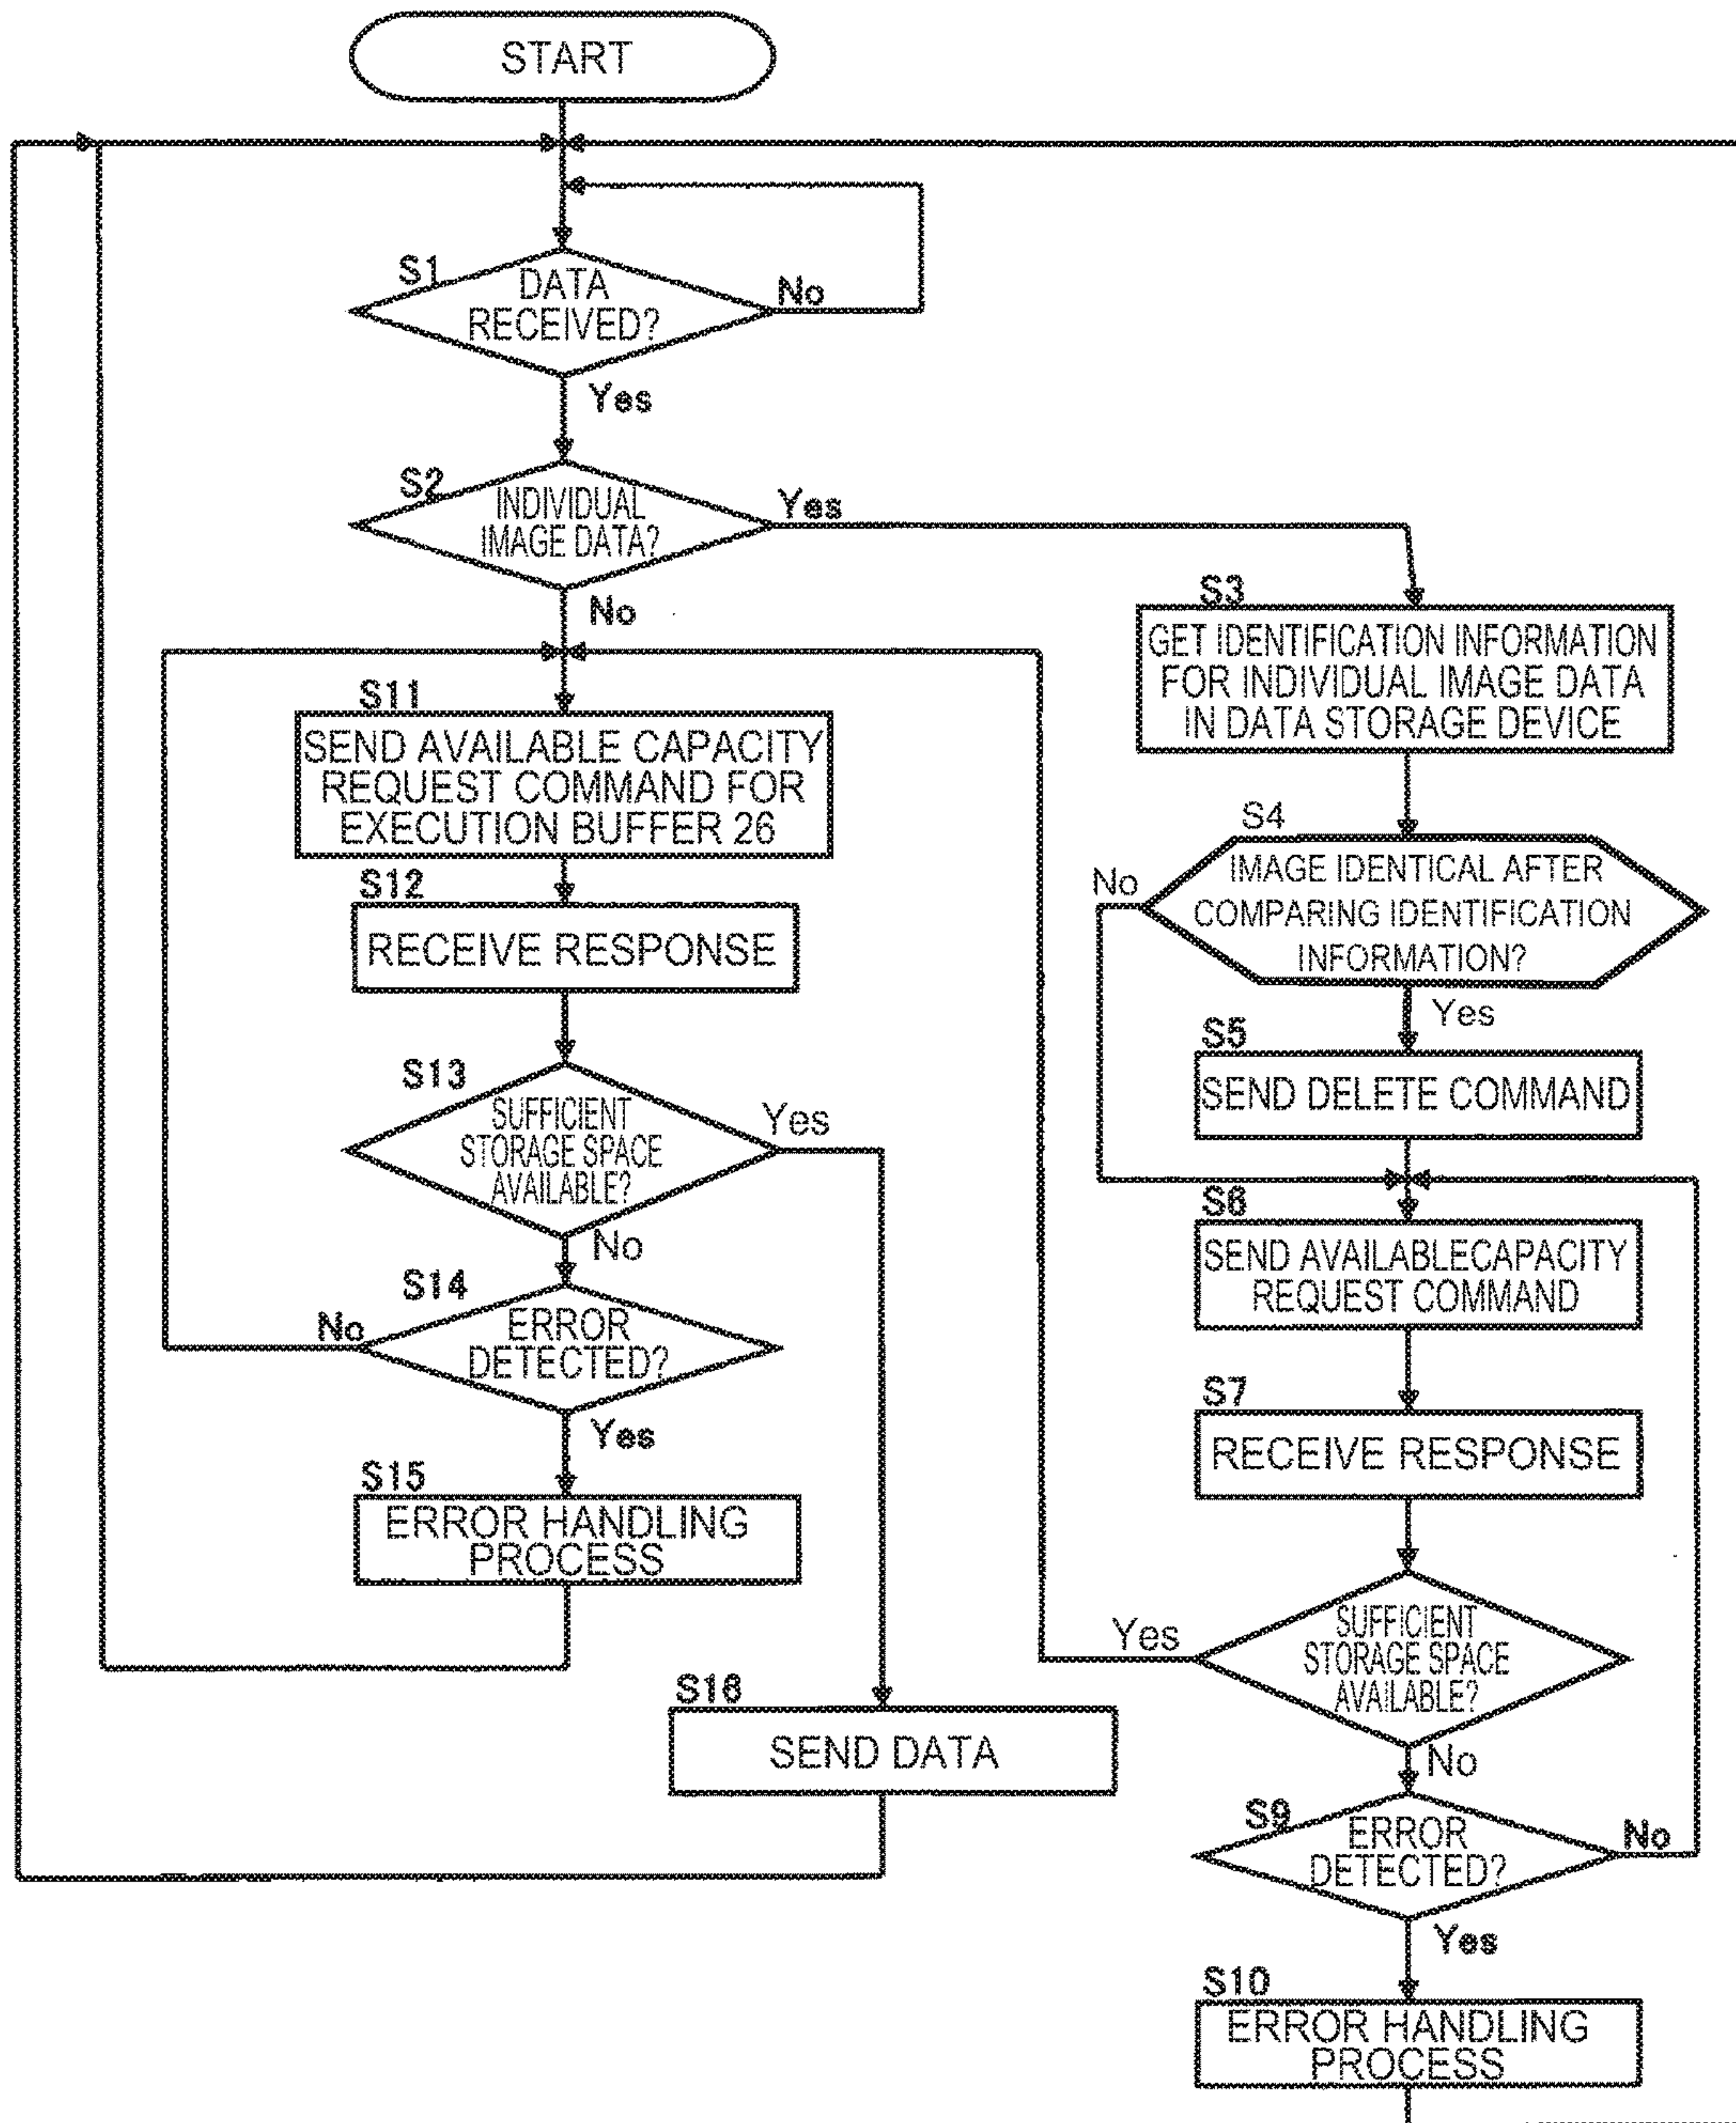 START
S1
DATA
RECEIVED?
No
Yes
S2
INDIVIDUAL
IMAGE DATA?
Yes
No
S3
GET IDENTIFICATION INFORMATION
FOR INDIVIDUAL IMAGE DATA
IN DATA STORAGE DEVICE
S4
IMAGE IDENTICAL AFTER
COMPARING IDENTIFICATION
INFORMATION?
No
Yes
S5
SEND DELETE COMMAND
S6
SEND AVAILABLECAPACITY
REQUEST COMMAND
S7
RECEIVE RESPONSE
SUFFICIENT
STORAGE SPACE
AVAILABLE?
Yes
No
S9
ERROR
DETECTED?
No
Yes
S10
ERROR HANDLING
PROCESS
S11
SEND AVAILABLE CAPACITY
REQUEST COMMAND FOR
EXECUTION BUFFER 26
S12
RECEIVE RESPONSE
S13
SUFFICIENT
STORAGE SPACE
AVAILABLE?
Yes
No
S14
ERROR
DETECTED?
No
Yes
S15
ERROR HANDLING
PROCESS
S16
SEND DATA